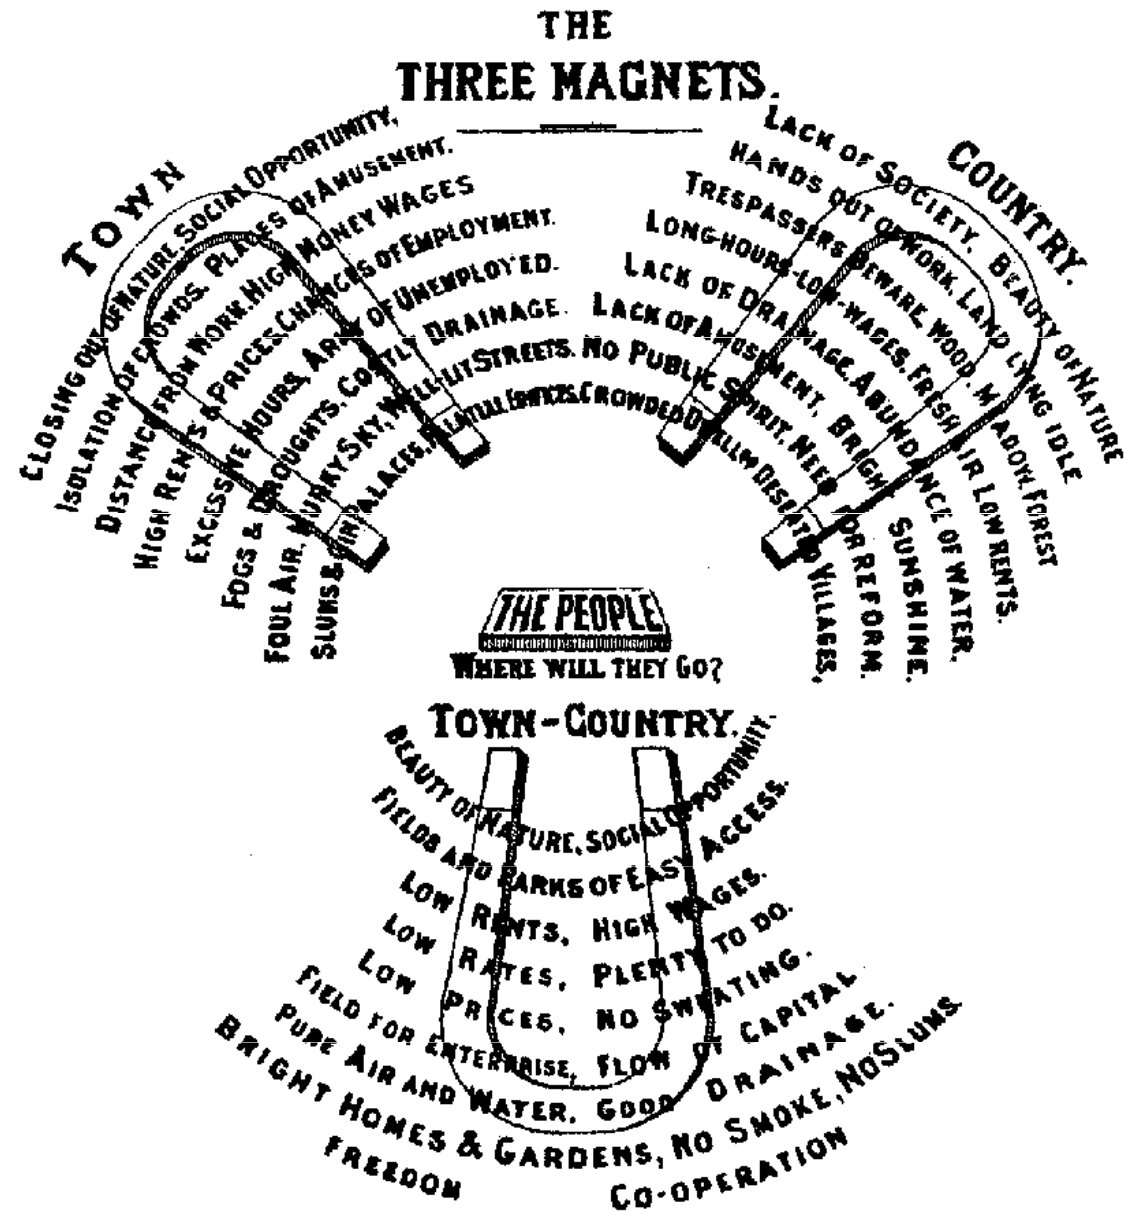 THE
THREE MAGNETS.
TOWN
CLOSING OUT OF NATURE. SOCIAL OPPORTUNITY.
ISOLATION OF CROWDS. PLACES OF AMUSEMENT.
DISTANCE FROM WORK. HIGH MONEY WAGES
HIGH RENTS & PRICES. CHANCES OF EMPLOYMENT.
EXCESSIVE HOURS. ARMY OF UNEMPLOYED.
FOGS & DROUGHTS. COSTLY DRAINAGE.
FOUL AIR. MURKY SKY. WELL-LIT STREETS.
SLUMS & GIN PALACES. PALATIAL EDIFICES.
COUNTRY.
LACK OF SOCIETY. BEAUTY OF NATURE
HANDS OUT OF WORK. LAND LYING IDLE
TRESPASSERS BEWARE. WOOD. MEADOW. FOREST
LONG-HOURS-LOW-WAGES. FRESH AIR LOW RENTS.
LACK OF DRAINAGE. ABUNDANCE OF WATER.
LACK OF AMUSEMENT. BRIGHT SUNSHINE.
NO PUBLIC SPIRIT. NEED FOR REFORM.
CROWDED DESERTED VILLAGES,
THE PEOPLE
WHERE WILL THEY GO?
TOWN-COUNTRY.
BEAUTY OF NATURE. SOCIAL OPPORTUNITY.
FIELDS AND PARKS OF EASY ACCESS.
LOW RENTS, HIGH WAGES.
LOW RATES, PLENTY TO DO.
LOW PRICES, NO SWEATING.
FIELD FOR ENTERPRISE, FLOW OF CAPITAL
PURE AIR AND WATER, GOOD DRAINAGE.
BRIGHT HOMES & GARDENS, NO SMOKE, NO SLUMS.
FREEDOM CO-OPERATION